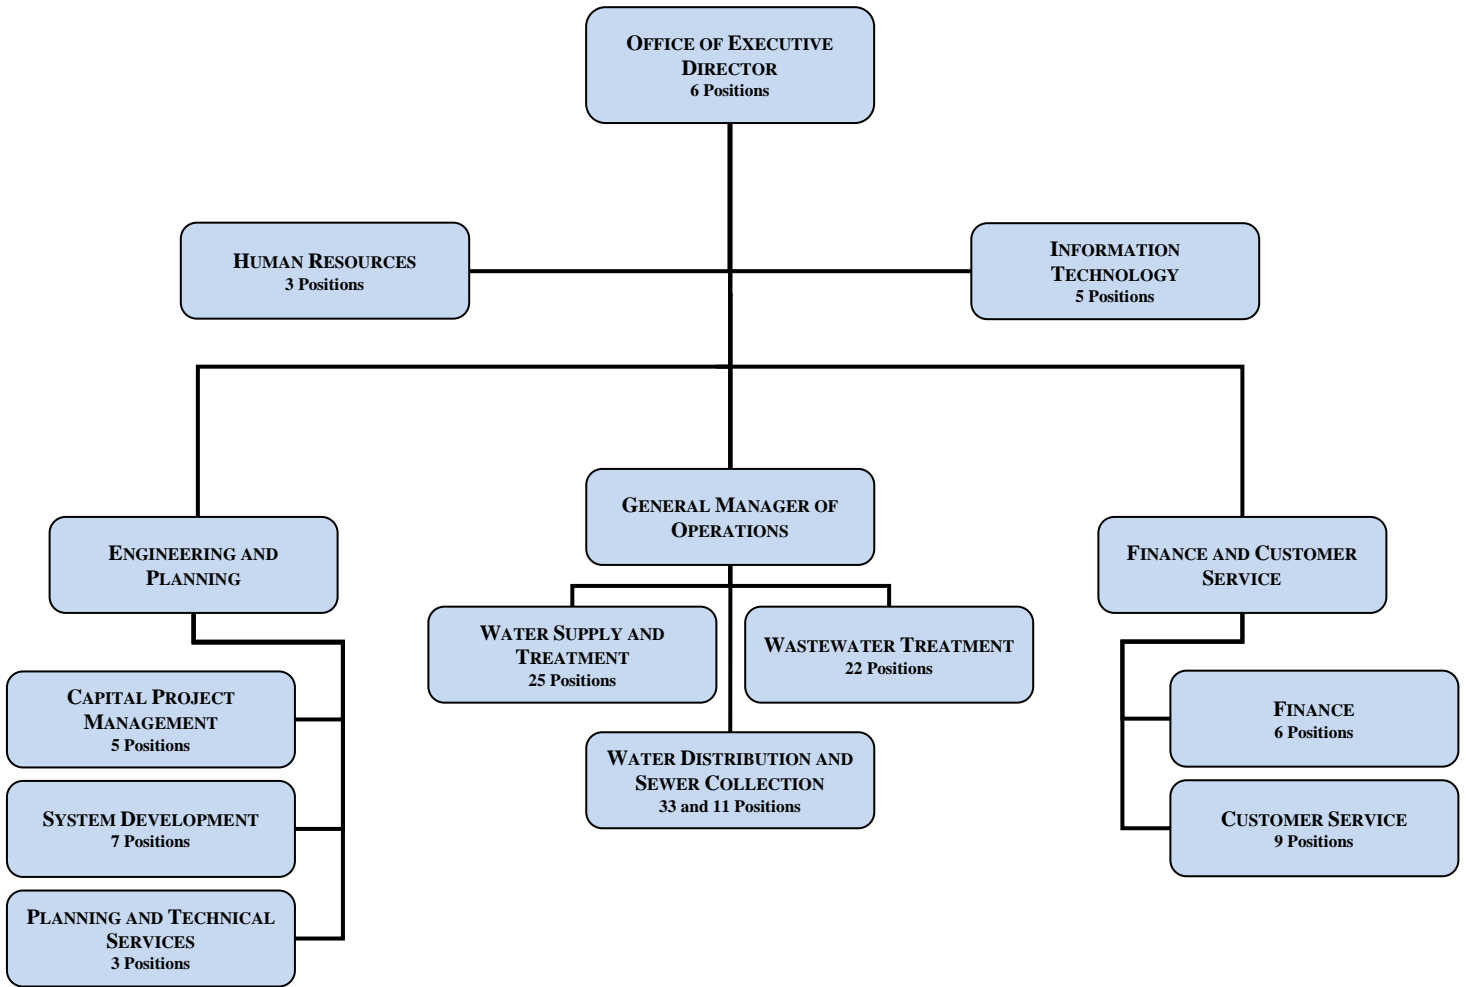 OFFICE OF EXECUTIVE
DIRECTOR
6 Positions
HUMAN RESOURCES
3 Positions
INFORMATION
TECHNOLOGY
5 Positions
GENERAL MANAGER OF
OPERATIONS
ENGINEERING AND
PLANNING
FINANCE AND CUSTOMER
SERVICE
WATER SUPPLY AND
TREATMENT
25 Positions
WASTEWATER TREATMENT
22 Positions
CAPITAL PROJECT
MANAGEMENT
5 Positions
FINANCE
6 Positions
WATER DISTRIBUTION AND
SEWER COLLECTION
33 and 11 Positions
SYSTEM DEVELOPMENT
7 Positions
CUSTOMER SERVICE
9 Positions
PLANNING AND TECHNICAL
SERVICES
3 Positions